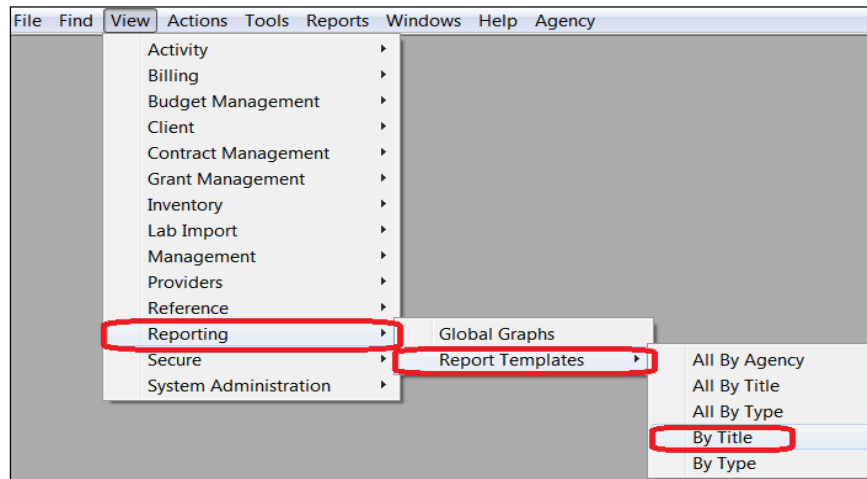 File Find View Actions Tools Reports Windows Help Agency
Activity
Billing
Budget Management
Client
Contract Management
Grant Management
Inventory
Lab Import
Management
Providers
Reference
Reporting
Secure
System Administration
Global Graphs
Report Templates
All By Agency
All By Title
All By Type
By Title
By Type